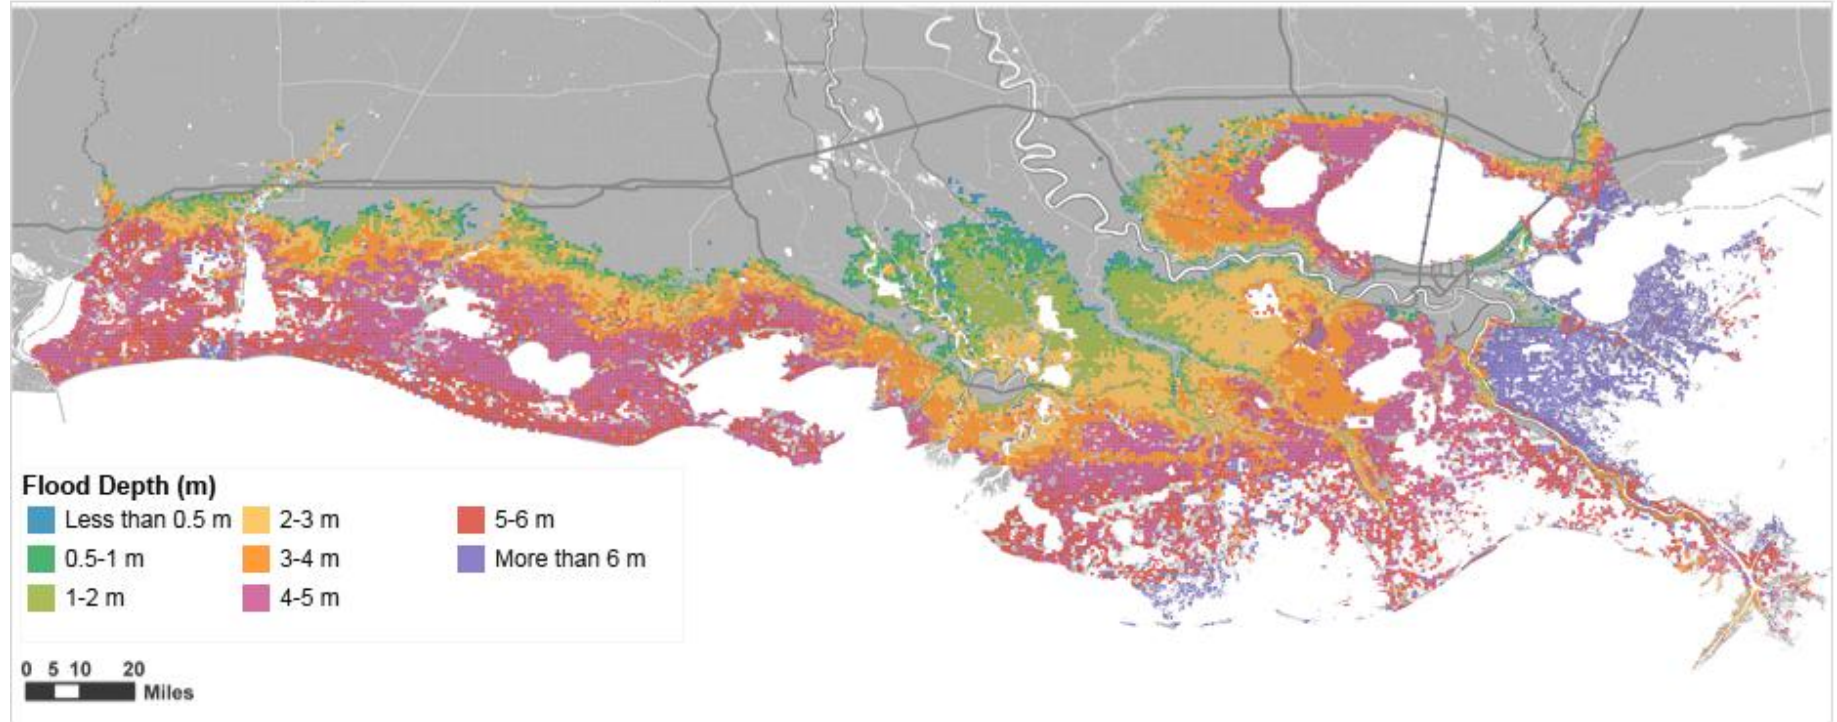 Flood Depth (m)
Less than 0.5 m 2-3 m 5-6 m
0.5-1 m 3-4 m More than 6 m
1-2 m 4-5 m
0 5 10 20
Miles